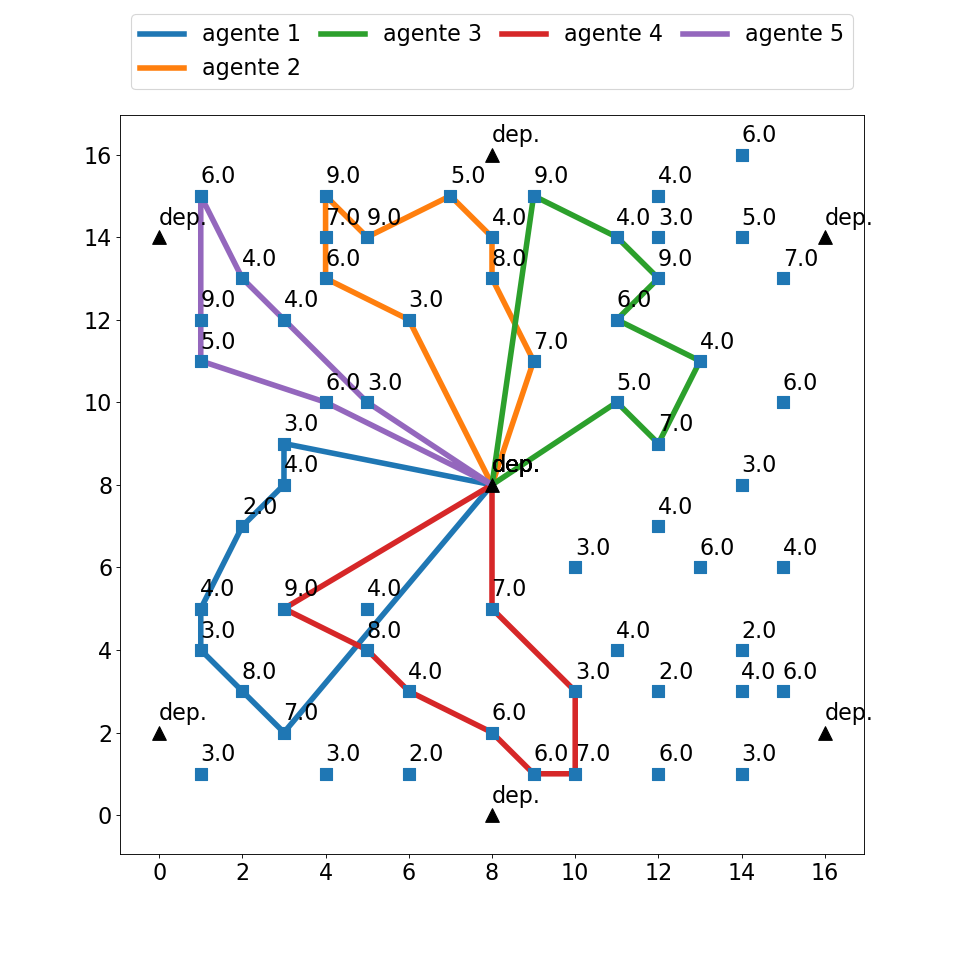 agente 1 agente 3 agente 4 agente 5
agente 2
dep. 6.0
6.0 9.0 5.0 9.0 4.0
dep. 7.0 9.0 4.0 4.0 3.0 5.0 dep.
4.0 6.0 8.0 9.0 7.0
9.0 4.0 3.0 6.0
5.0 7.0 4.0
6.0 3.0 5.0 6.0
3.0 7.0
4.0 dep. 3.0
2.0 4.0
3.0 6.0 4.0
4.0 9.0 4.0 7.0
3.0 8.0 4.0 2.0
8.0 4.0 3.0 2.0 4.0 6.0
dep. 7.0 6.0 dep.
3.0 3.0 2.0 6.0 7.0 6.0 3.0
dep.
16
14
12
10
8
6
4
2
0
0 2 4 6 8 10 12 14 16